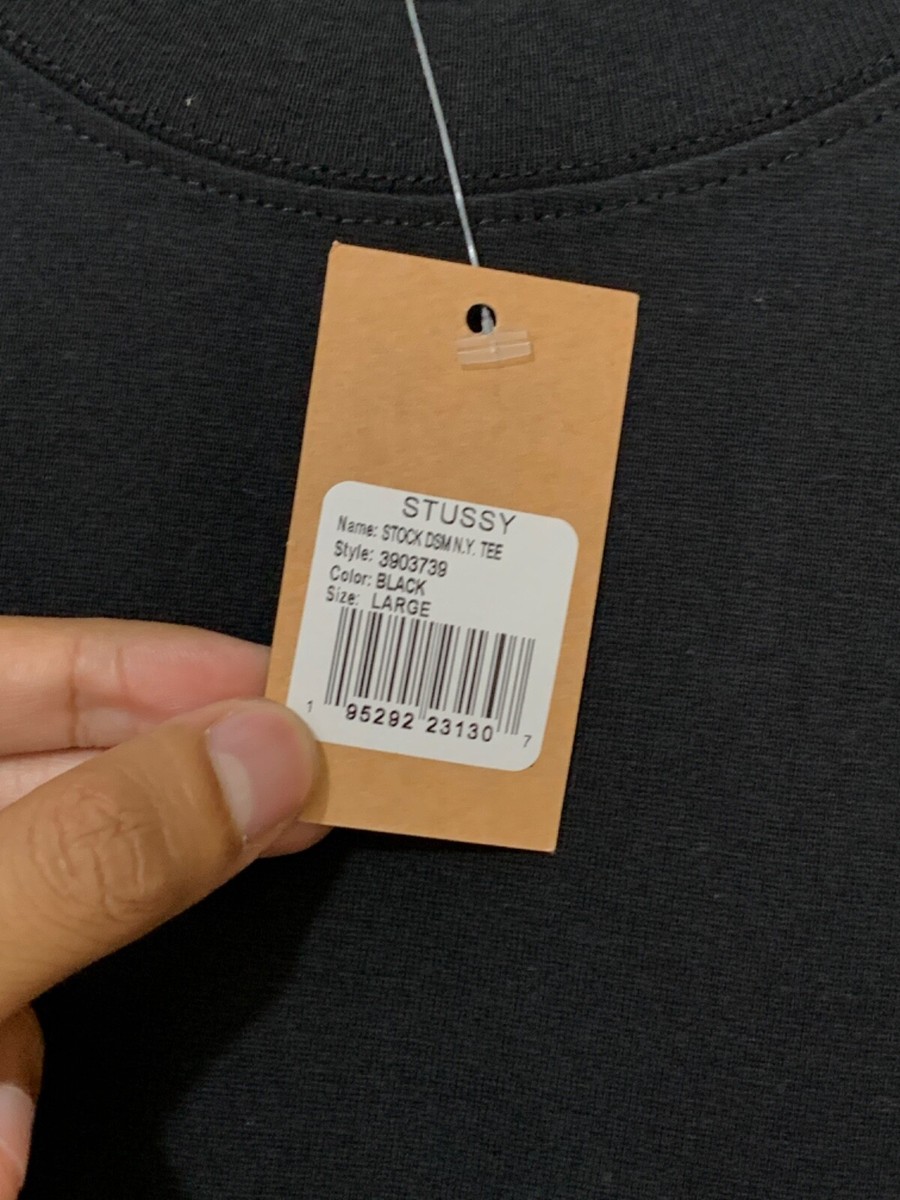 STUSSY
Name: STOCK DSM N.Y. TEE
Style: 3903739
Color: BLACK
Size: LARGE
1 95292 23130 7